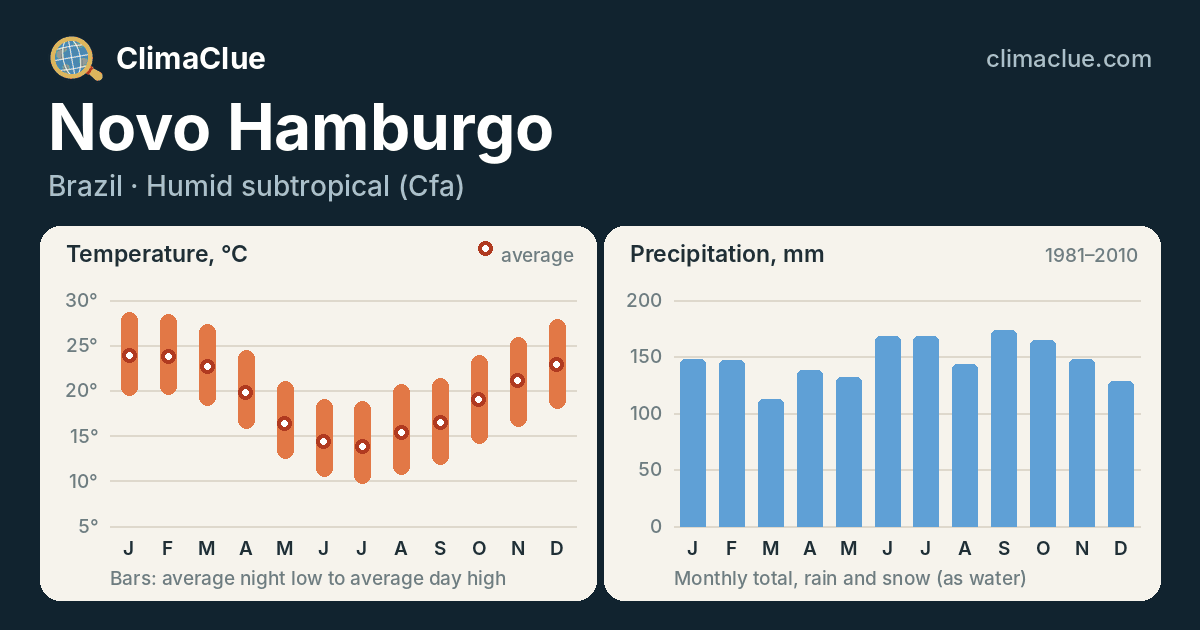 ClimaClue
climaclue.com
Novo Hamburgo
Brazil · Humid subtropical (Cfa)
Temperature, °C
average
30°
25°
20°
15°
10°
5°
J F M A M J J A S O N D
Bars: average night low to average day high
Precipitation, mm
1981–2010
200
150
100
50
0
J F M A M J J A S O N D
Monthly total, rain and snow (as water)